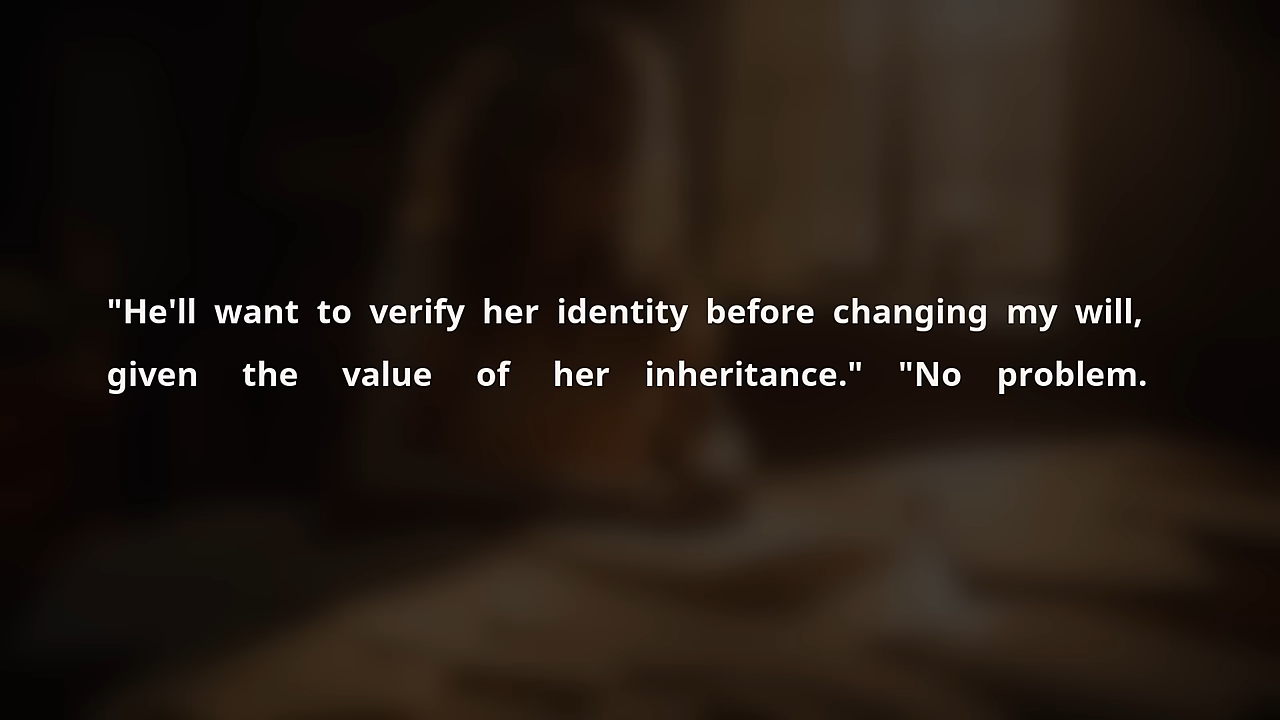 "He'll want to verify her identity before changing my will,
given the value of her inheritance." "No problem.